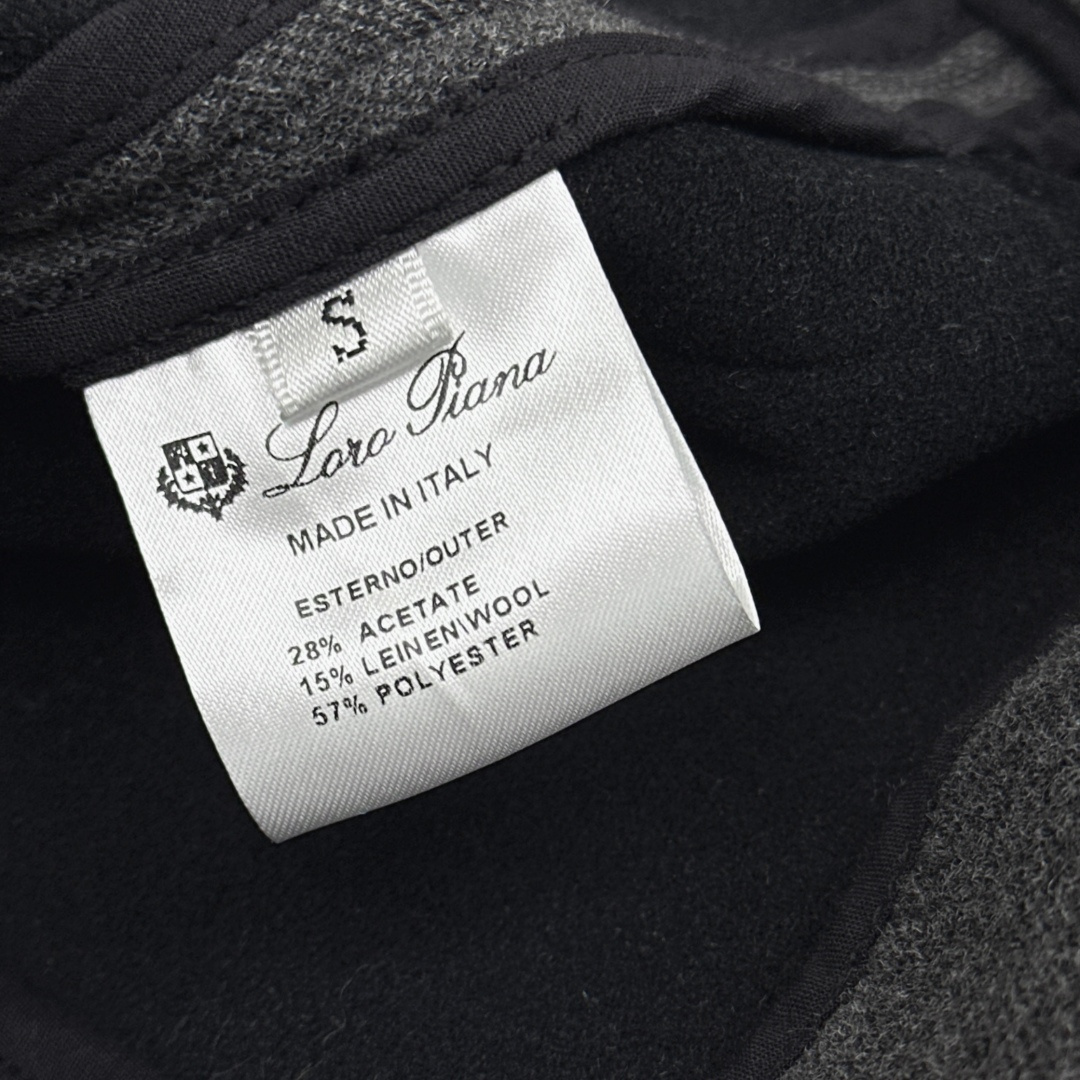 S
Loro Piana
MADE IN ITALY
ESTERNO/OUTER
28% ACETATE
15% LEINEN\WOOL
57% POLYESTER